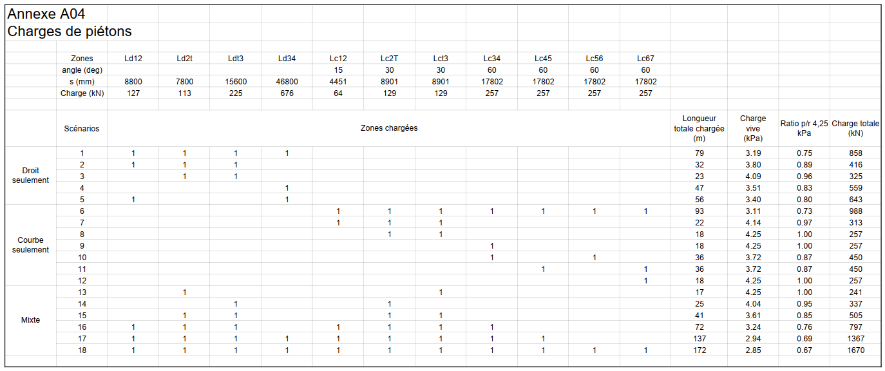 Annexe A04
Charges de piétons
Zones Ld12 Ld2t Ldt3 Ld34 Lc12 Lc2T Lct3 Lc34 Lc45 Lc56 Lc67
angle (deg) 15 30 30 60 60 60 60
s (mm) 8800 7800 15600 46800 4451 8901 8901 17802 17802 17802 17802
Charge (kN) 127 113 225 676 64 129 129 257 257 257 257
Scénarios Zones chargées Longueur totale chargée (m) Charge vive (kPa) Ratio p/r 4,25 kPa Charge totale (kN)
Droit seulement
1 1 1 1 1 79 3.19 0.75 858
2 1 1 1 32 3.80 0.89 416
3 1 1 23 4.09 0.96 325
4 1 47 3.51 0.83 559
5 1 1 56 3.40 0.80 643
Courbe seulement
6 1 1 1 1 1 1 1 93 3.11 0.73 988
7 1 1 1 22 4.14 0.97 313
8 1 1 18 4.25 1.00 257
9 1 18 4.25 1.00 257
10 1 1 36 3.72 0.87 450
11 1 1 36 3.72 0.87 450
12 1 18 4.25 1.00 257
Mixte
13 1 1 17 4.25 1.00 241
14 1 1 25 4.04 0.95 337
15 1 1 1 1 41 3.61 0.85 505
16 1 1 1 1 1 1 1 72 3.24 0.76 797
17 1 1 1 1 1 1 1 1 1 137 2.94 0.69 1367
18 1 1 1 1 1 1 1 1 1 1 1 172 2.85 0.67 1670